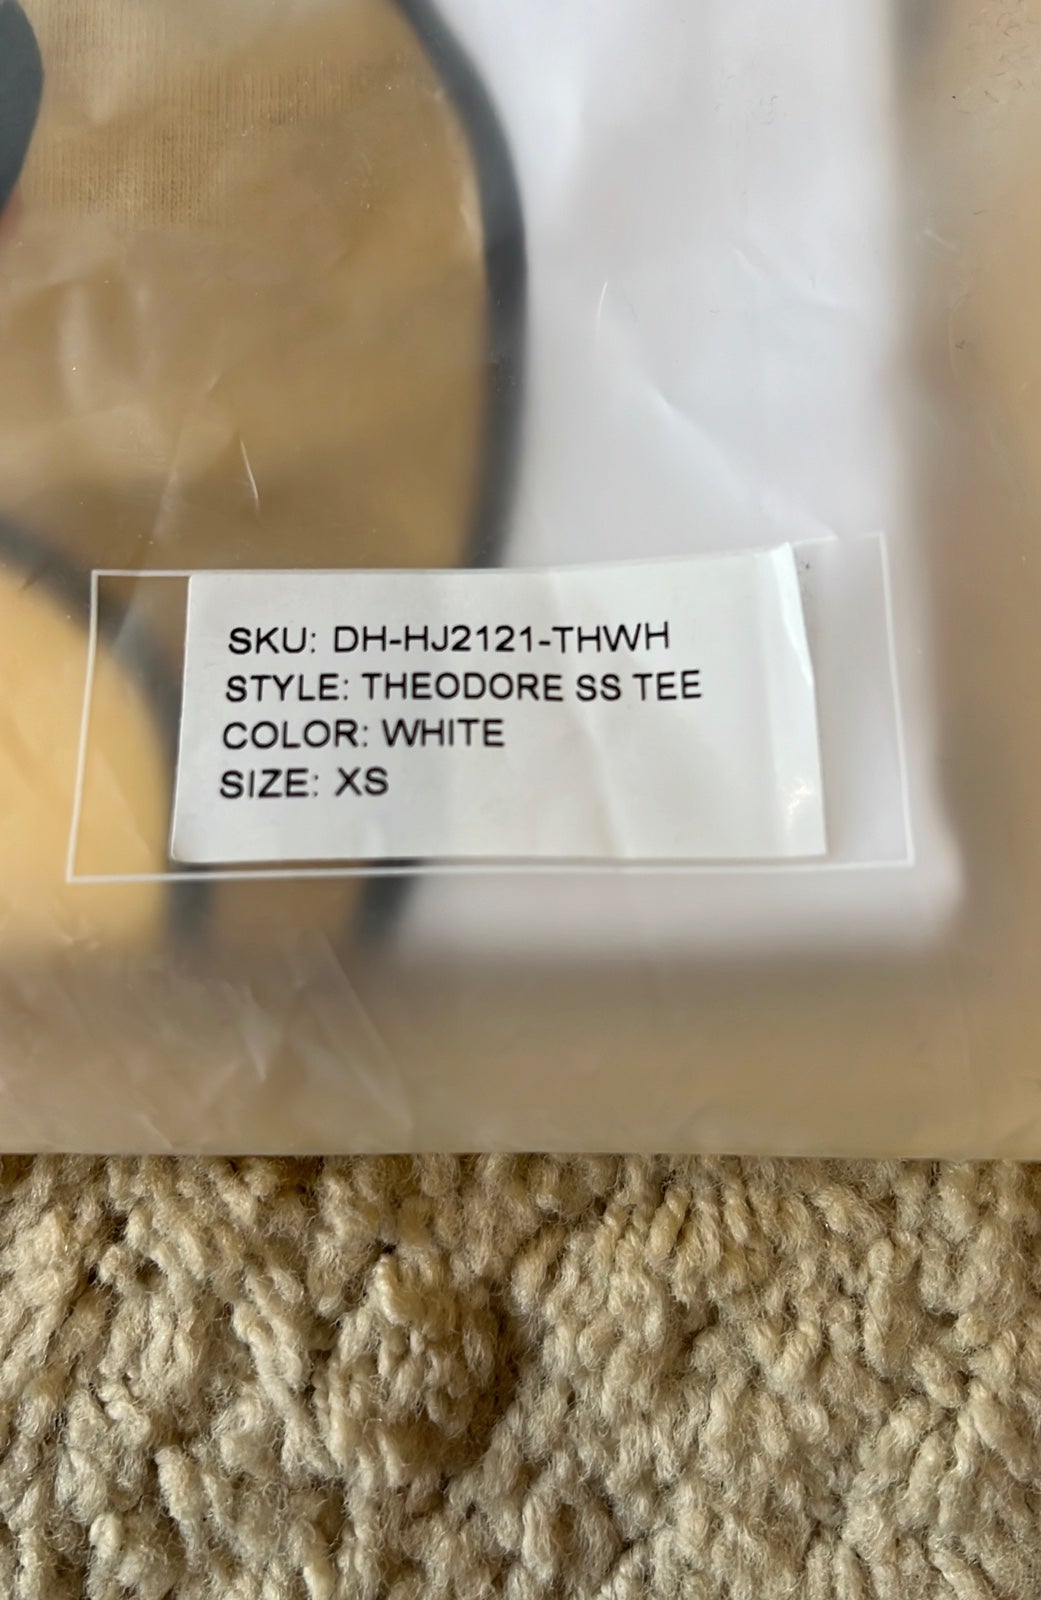 SKU: DH-HJ2121-THWH
STYLE: THEODORE SS TEE
COLOR: WHITE
SIZE: XS